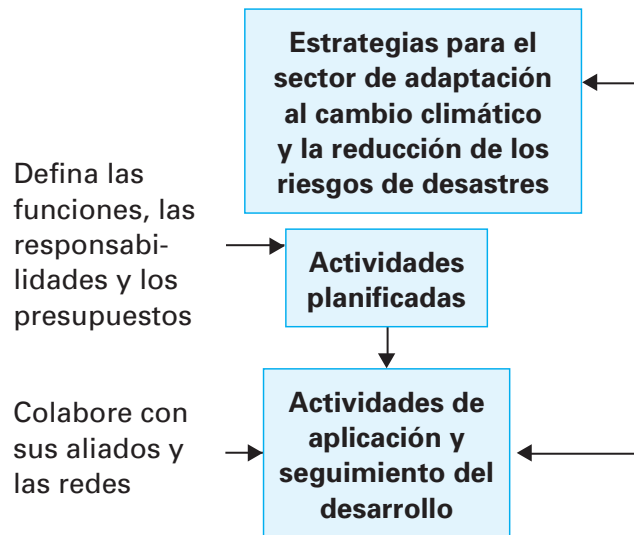 Estrategias para el
sector de adaptación
al cambio climático
y la reducción de los
riesgos de desastres
Defina las
funciones, las
responsabi-
lidades y los
presupuestos
Actividades
planificadas
Colabore con
sus aliados y
las redes
Actividades de
aplicación y
seguimiento del
desarrollo